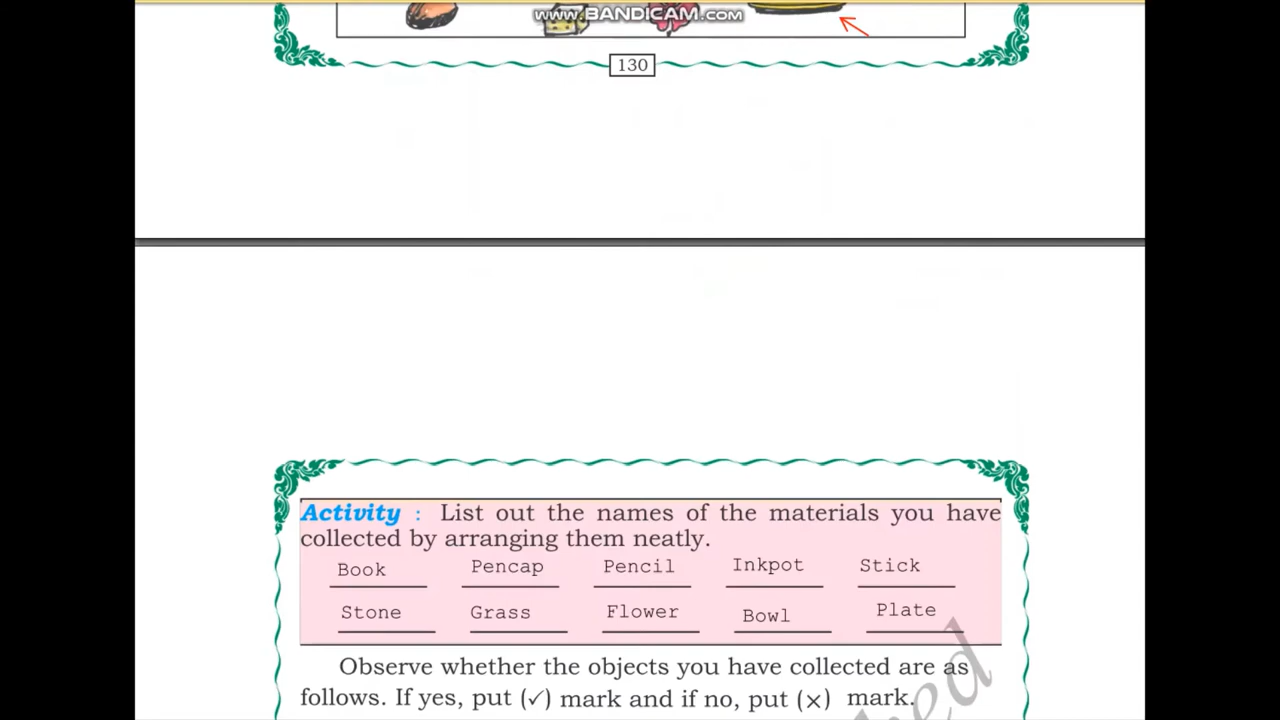 www.BANDICAM.com
130
Activity : List out the names of the materials you have
collected by arranging them neatly.
Book Pencap Pencil Inkpot Stick
Stone Grass Flower Bowl Plate
Observe whether the objects you have collected are as
follows. If yes, put (✓) mark and if no, put (×) mark.